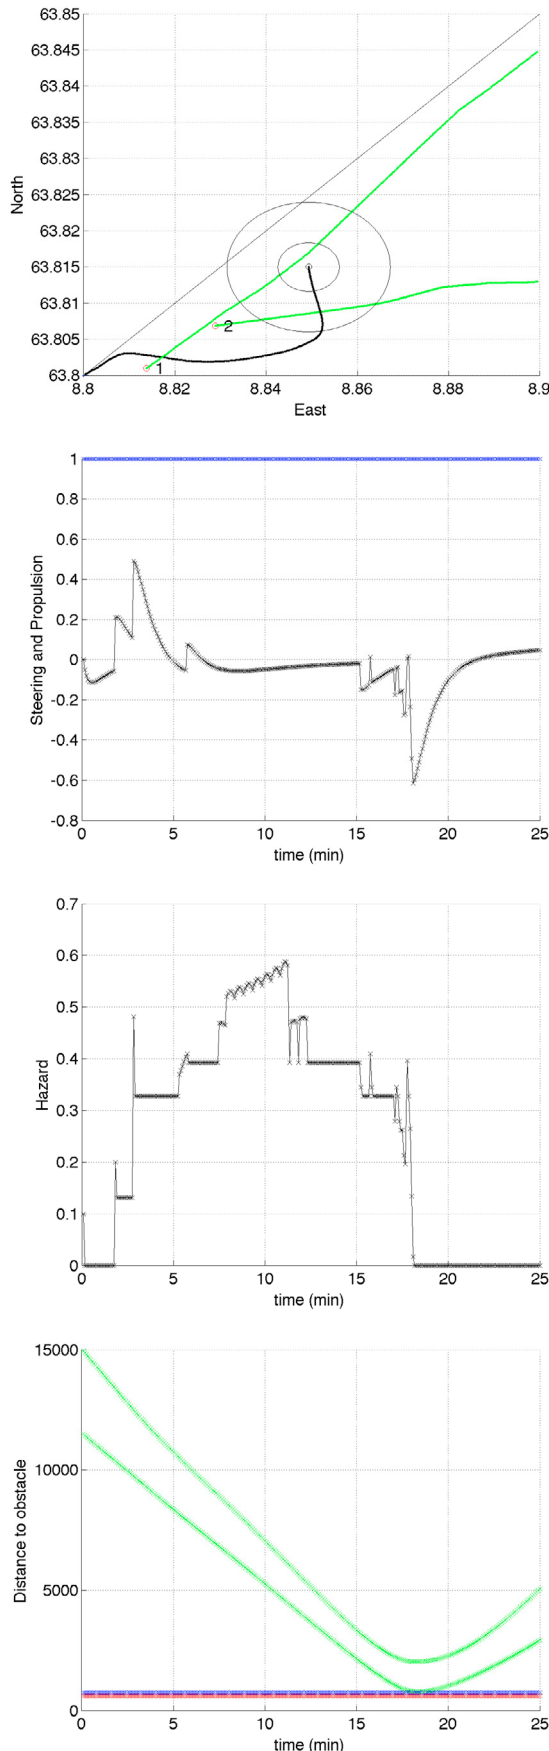 63.85
63.845
63.84
63.835
63.83
63.825
63.82
63.815
63.81
63.805
63.8
North
2
1
8.8 8.82 8.84 8.86 8.88 8.9
East
1
0.8
0.6
0.4
0.2
0
-0.2
-0.4
-0.6
-0.8
Steering and Propulsion
0 5 10 15 20 25
time (min)
0.7
0.6
0.5
0.4
0.3
0.2
0.1
0
Hazard
0 5 10 15 20 25
time (min)
15000
10000
5000
0
Distance to obstacle
0 5 10 15 20 25
time (min)